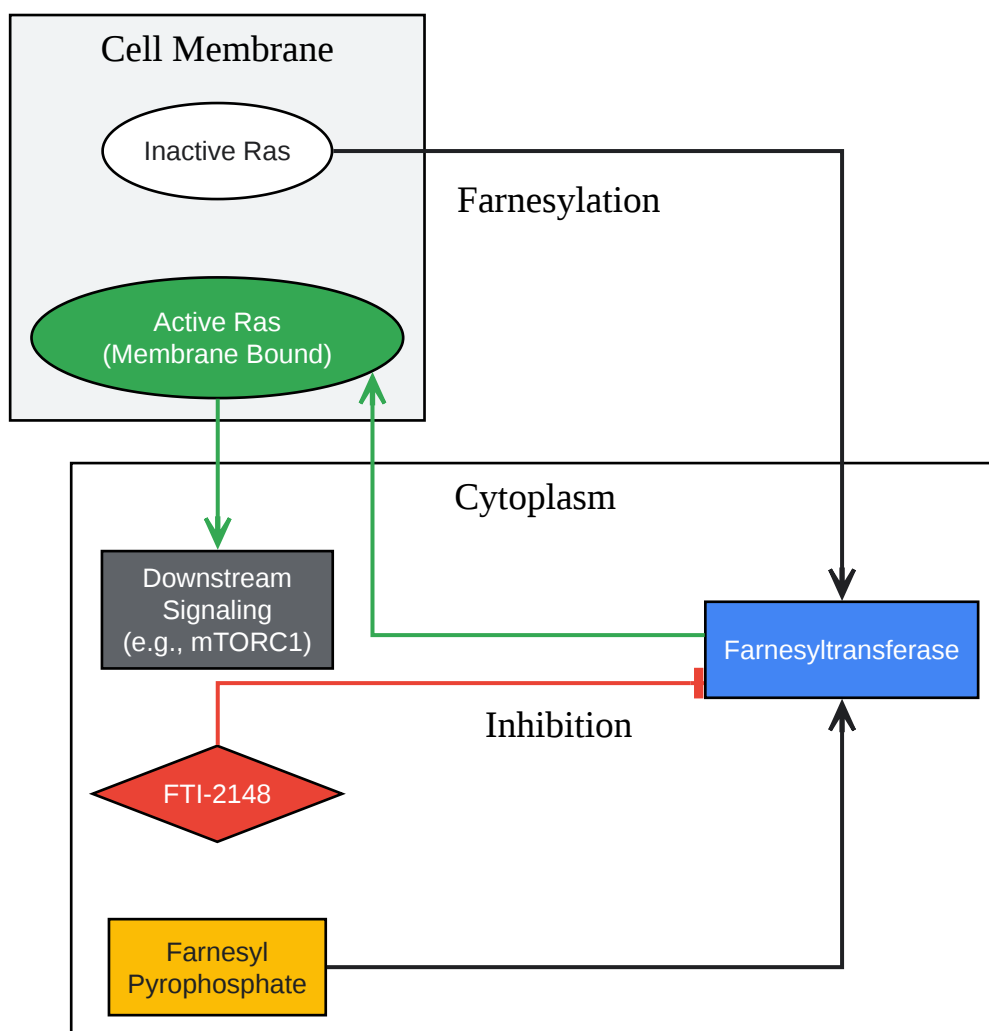 Cell Membrane
Inactive Ras
Farnesylation
Active Ras
(Membrane Bound)
Cytoplasm
Downstream
Signaling
(e.g., mTORC1)
Farnesyltransferase
Inhibition
FTI-2148
Farnesyl
Pyrophosphate